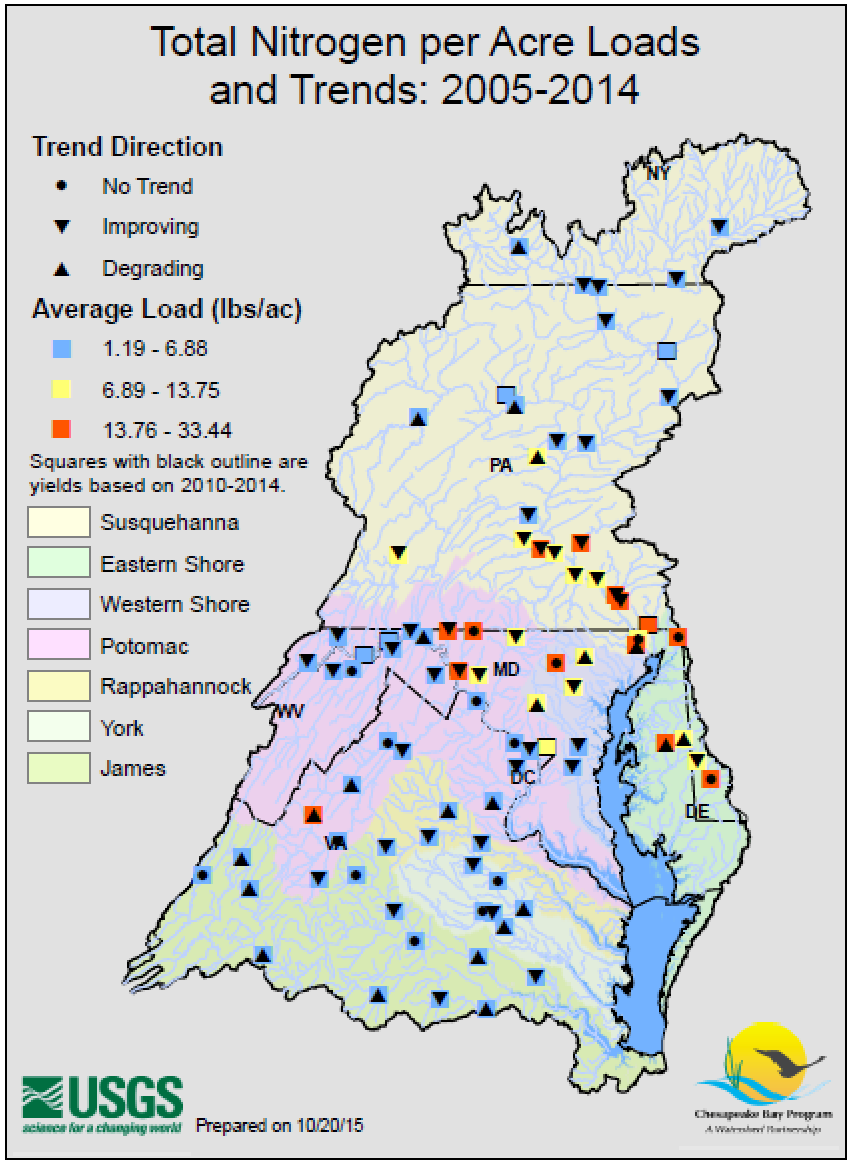 Total Nitrogen per Acre Loads
and Trends: 2005-2014
Trend Direction
No Trend
Improving
Degrading
Average Load (lbs/ac)
1.19 - 6.88
6.89 - 13.75
13.76 - 33.44
Squares with black outline are
yields based on 2010-2014.
Susquehanna
Eastern Shore
Western Shore
Potomac
Rappahannock
York
James
NY
PA
MD
WV
DC
DE
VA
USGS
science for a changing world
Prepared on 10/20/15
Chesapeake Bay Program
A Watershed Partnership